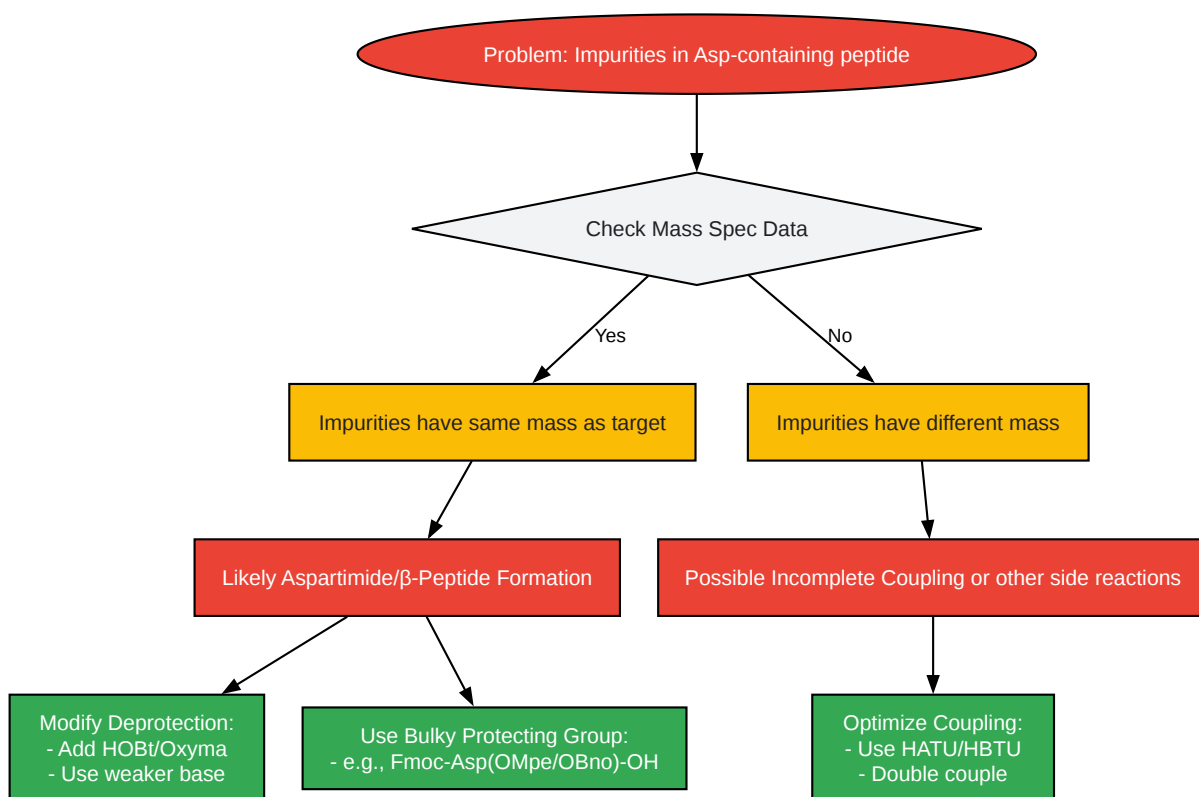 Problem: Impurities in Asp-containing peptide
Check Mass Spec Data
Yes
No
Impurities have same mass as target
Impurities have different mass
Likely Aspartimide/β-Peptide Formation
Possible Incomplete Coupling or other side reactions
Modify Deprotection:
- Add HOBt/Oxyma
- Use weaker base
Use Bulky Protecting Group:
- e.g., Fmoc-Asp(OMpe/OBno)-OH
Optimize Coupling:
- Use HATU/HBTU
- Double couple